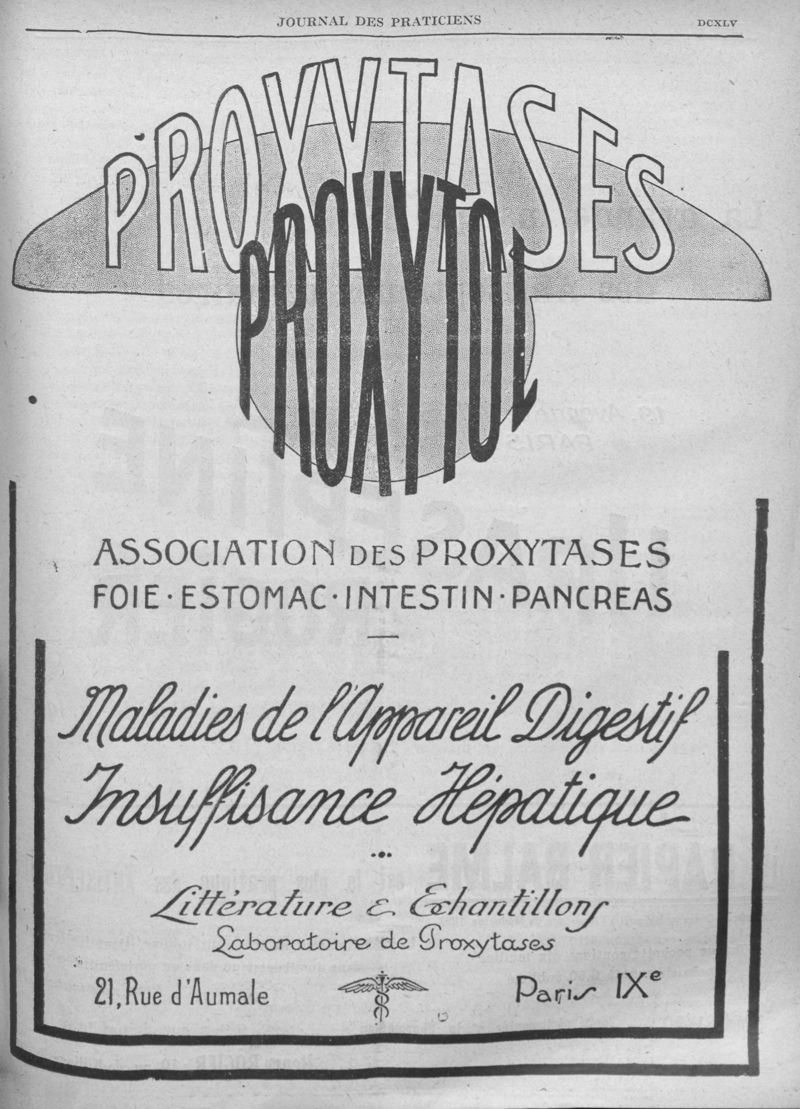 JOURNAL DES PRATICIENS
DCXLV
PROXYTASES
PROXYTOL
ASSOCIATION DES PROXYTASES
FOIE · ESTOMAC · INTESTIN · PANCREAS
Maladies de l'Appareil Digestif
Insuffisance Hépatique
Littérature & Echantillons
Laboratoire de Proxytases
21, Rue d'Aumale
Paris IXe